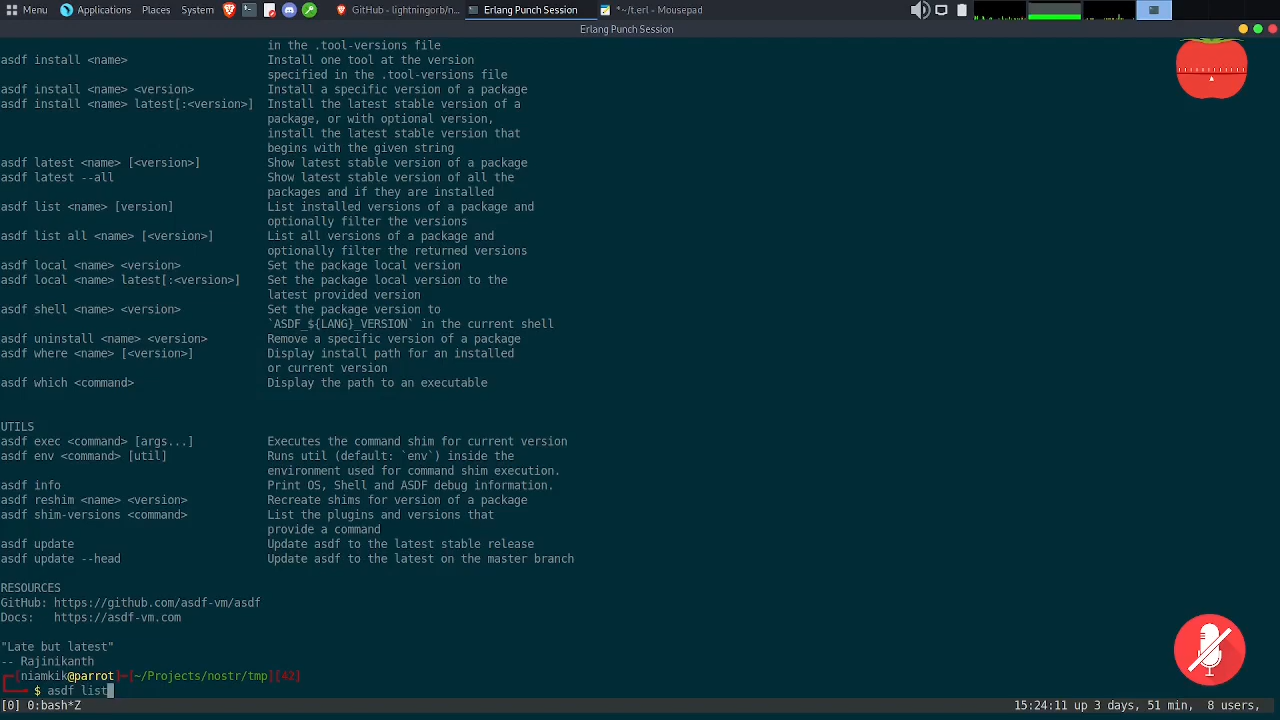 Menu Applications Places System GitHub - lightningorb/n... Erlang Punch Session *~/t.erl - Mousepad
Erlang Punch Session
in the .tool-versions file
asdf install <name> Install one tool at the version
specified in the .tool-versions file
asdf install <name> <version> Install a specific version of a package
asdf install <name> latest[:<version>] Install the latest stable version of a
package, or with optional version,
install the latest stable version that
begins with the given string
asdf latest <name> [<version>] Show latest stable version of a package
asdf latest --all Show latest stable version of all the
packages and if they are installed
asdf list <name> [version] List installed versions of a package and
optionally filter the versions
asdf list all <name> [<version>] List all versions of a package and
optionally filter the returned versions
asdf local <name> <version> Set the package local version
asdf local <name> latest[:<version>] Set the package local version to the
latest provided version
asdf shell <name> <version> Set the package version to
`ASDF_${LANG}_VERSION` in the current shell
asdf uninstall <name> <version> Remove a specific version of a package
asdf where <name> [<version>] Display install path for an installed
or current version
asdf which <command> Display the path to an executable
UTILS
asdf exec <command> [args...] Executes the command shim for current version
asdf env <command> [util] Runs util (default: `env`) inside the
environment used for command shim execution.
asdf info Print OS, Shell and ASDF debug information.
asdf reshim <name> <version> Recreate shims for version of a package
asdf shim-versions <command> List the plugins and versions that
provide a command
asdf update Update asdf to the latest stable release
asdf update --head Update asdf to the latest on the master branch
RESOURCES
GitHub: https://github.com/asdf-vm/asdf
Docs: https://asdf-vm.com
"Late but latest"
-- Rajinikanth
[niamkik@parrot]─[~/Projects/nostr/tmp][42]
$ asdf list
[0] 0:bash*Z 15:24:11 up 3 days, 51 min, 8 users,